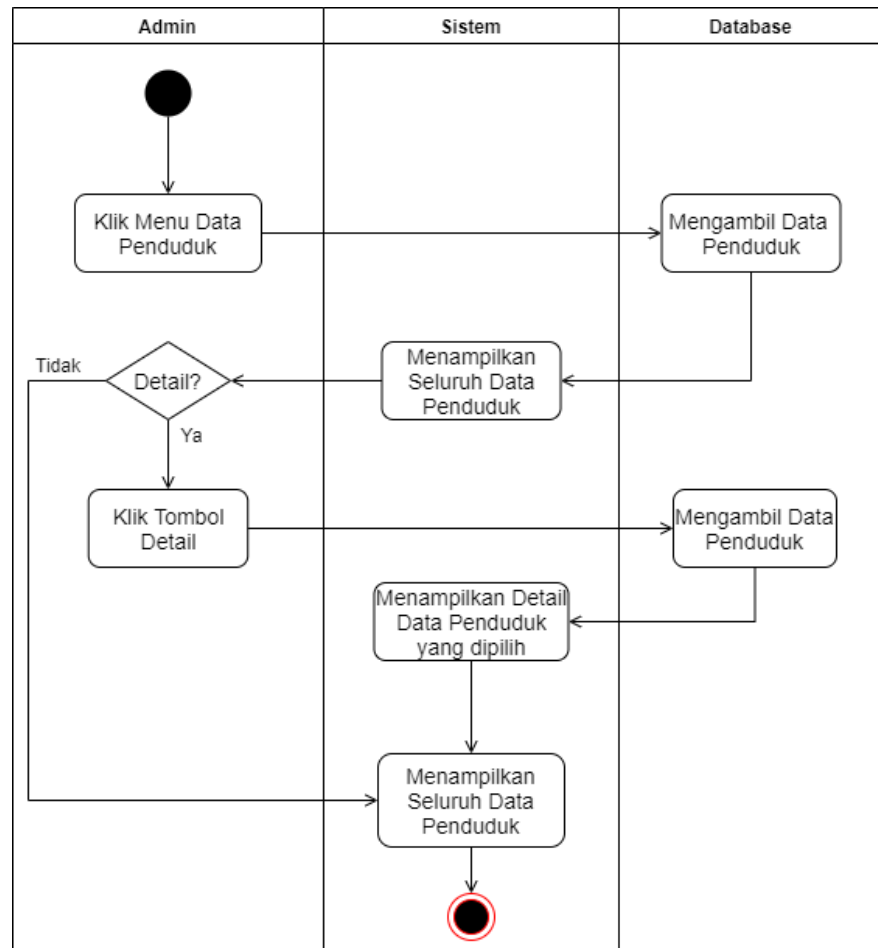 Admin
Sistem
Database
Klik Menu Data
Penduduk
Mengambil Data
Penduduk
Menampilkan
Seluruh Data
Penduduk
Detail?
Tidak
Ya
Klik Tombol
Detail
Mengambil Data
Penduduk
Menampilkan Detail
Data Penduduk
yang dipilih
Menampilkan
Seluruh Data
Penduduk